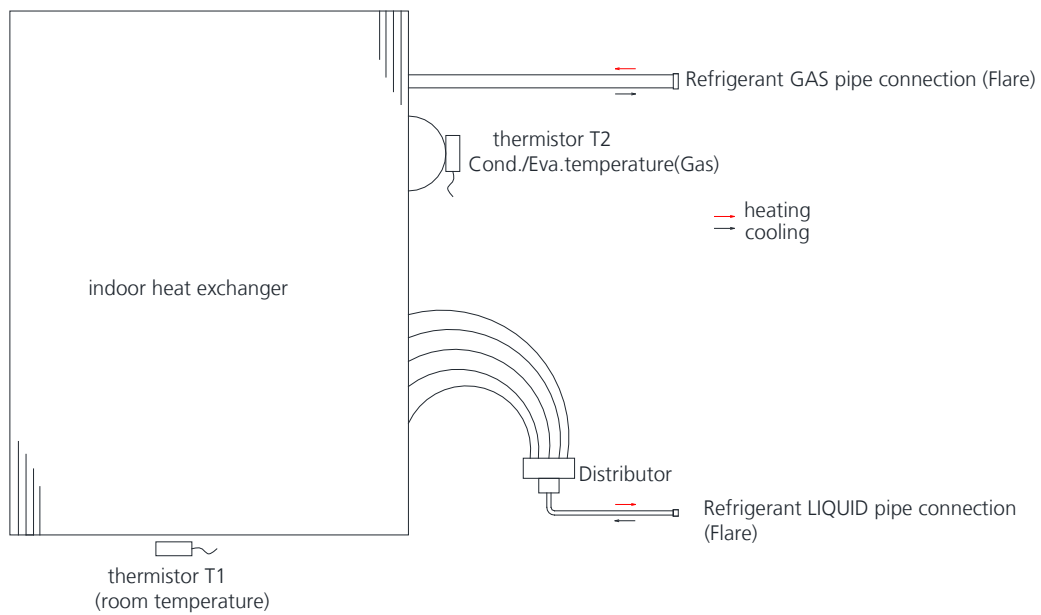 Refrigerant GAS pipe connection (Flare)
thermistor T2
Cond./Eva.temperature(Gas)
heating
cooling
indoor heat exchanger
Distributor
Refrigerant LIQUID pipe connection
(Flare)
thermistor T1
(room temperature)